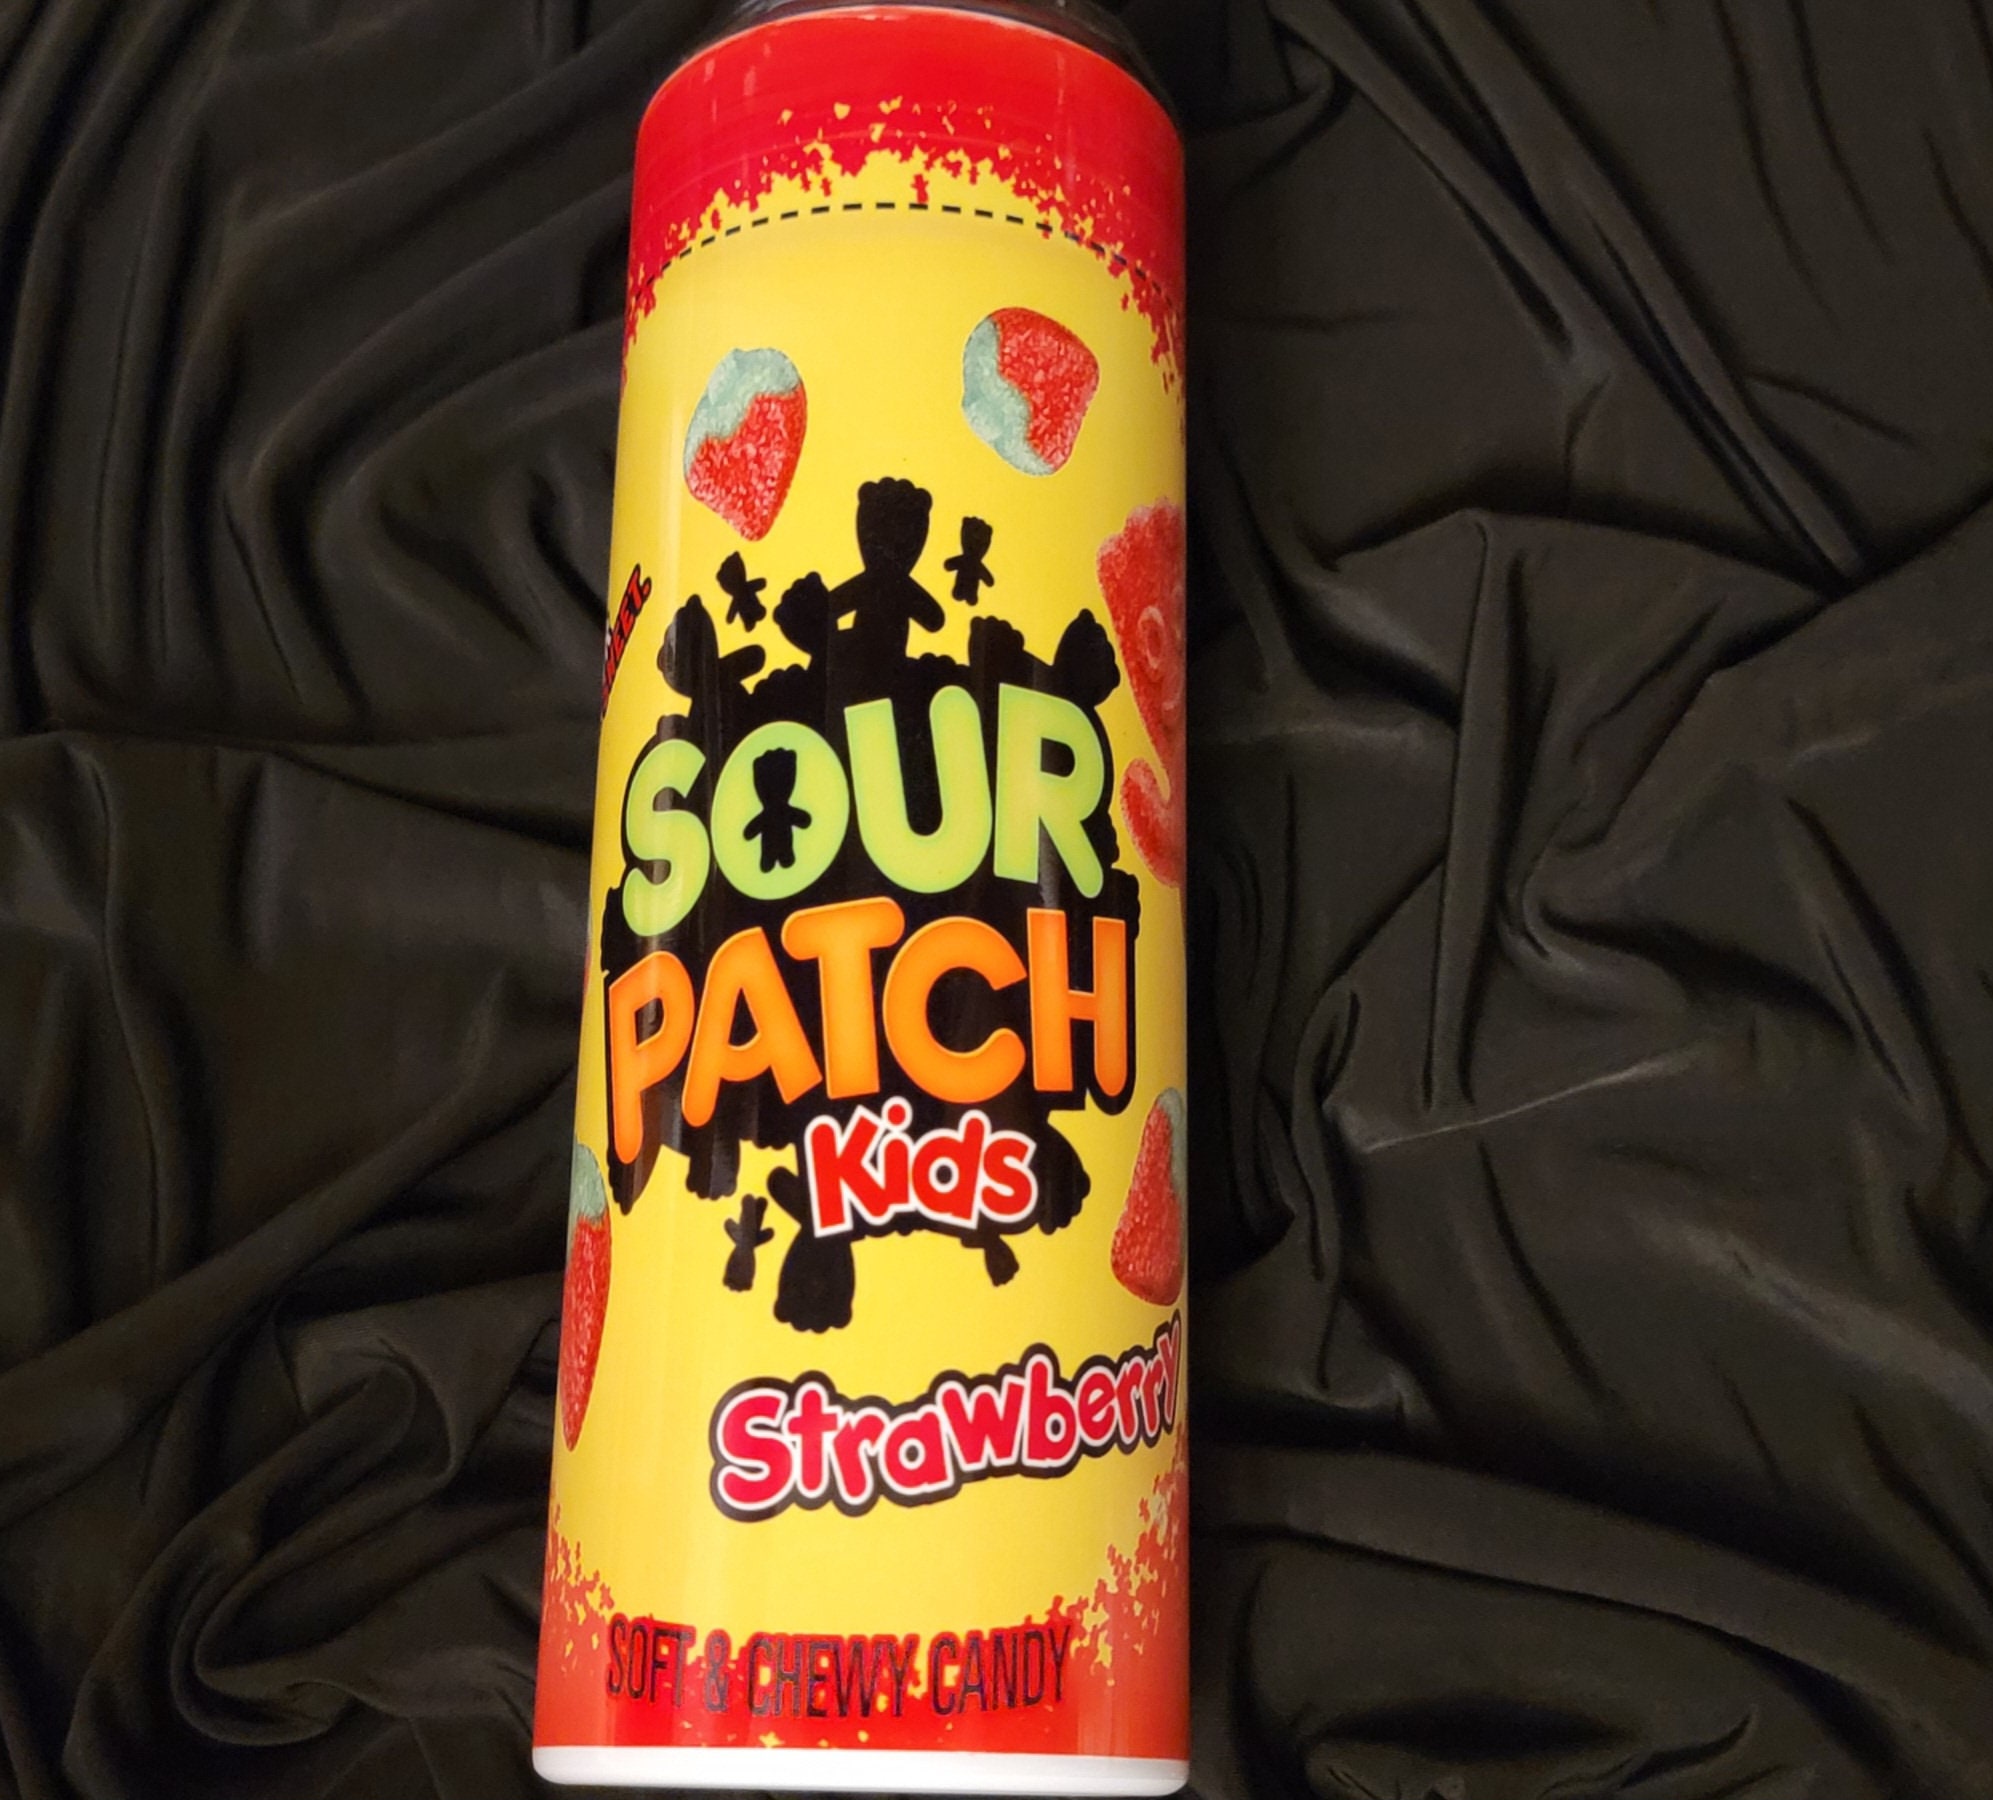 SOUR
PATCH
Kids
Strawberry
SOFT & CHEWY CANDY